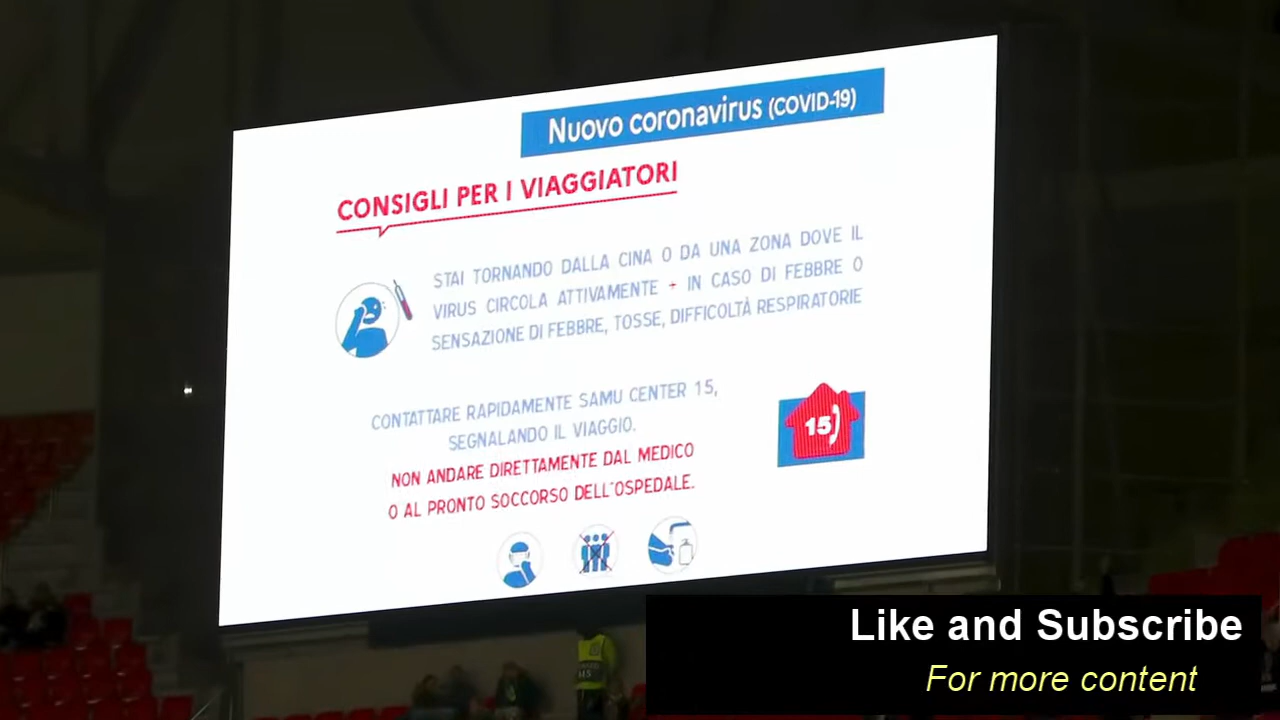 Nuovo coronavirus (COVID-19)
CONSIGLI PER I VIAGGIATORI
STAI TORNANDO DALLA CINA O DA UNA ZONA DOVE IL
VIRUS CIRCOLA ATTIVAMENTE + IN CASO DI FEBBRE O
SENSAZIONE DI FEBBRE, TOSSE, DIFFICOLTÀ RESPIRATORIE
CONTATTARE RAPIDAMENTE SAMU CENTER 15,
SEGNALANDO IL VIAGGIO.
NON ANDARE DIRETTAMENTE DAL MEDICO
O AL PRONTO SOCCORSO DELL'OSPEDALE.
15
Like and Subscribe
For more content